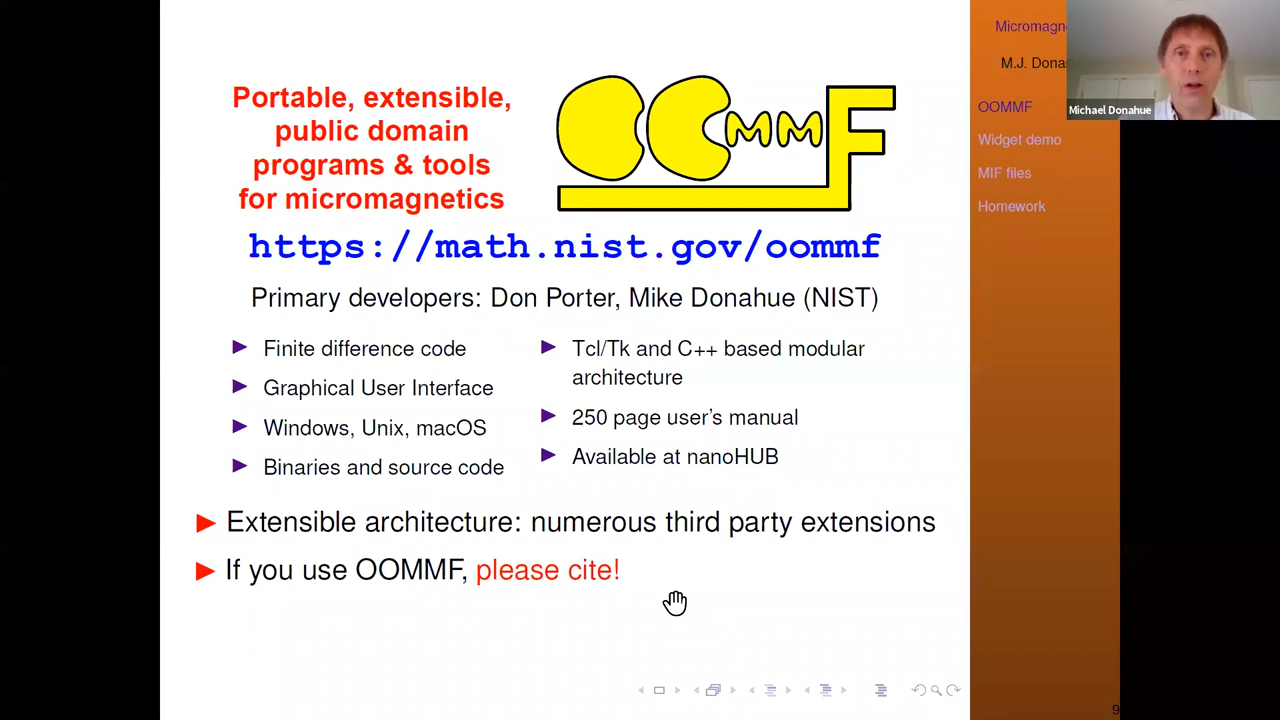 Portable, extensible,
public domain
programs & tools
for micromagnetics
OOMMF
https://math.nist.gov/oommf
Primary developers: Don Porter, Mike Donahue (NIST)
▶ Finite difference code
▶ Graphical User Interface
▶ Windows, Unix, macOS
▶ Binaries and source code
▶ Tcl/Tk and C++ based modular
architecture
▶ 250 page user's manual
▶ Available at nanoHUB
▶ Extensible architecture: numerous third party extensions
▶ If you use OOMMF, please cite!
Micromagne
M.J. Dona
Michael Donahue
OOMMF
Widget demo
MIF files
Homework
9